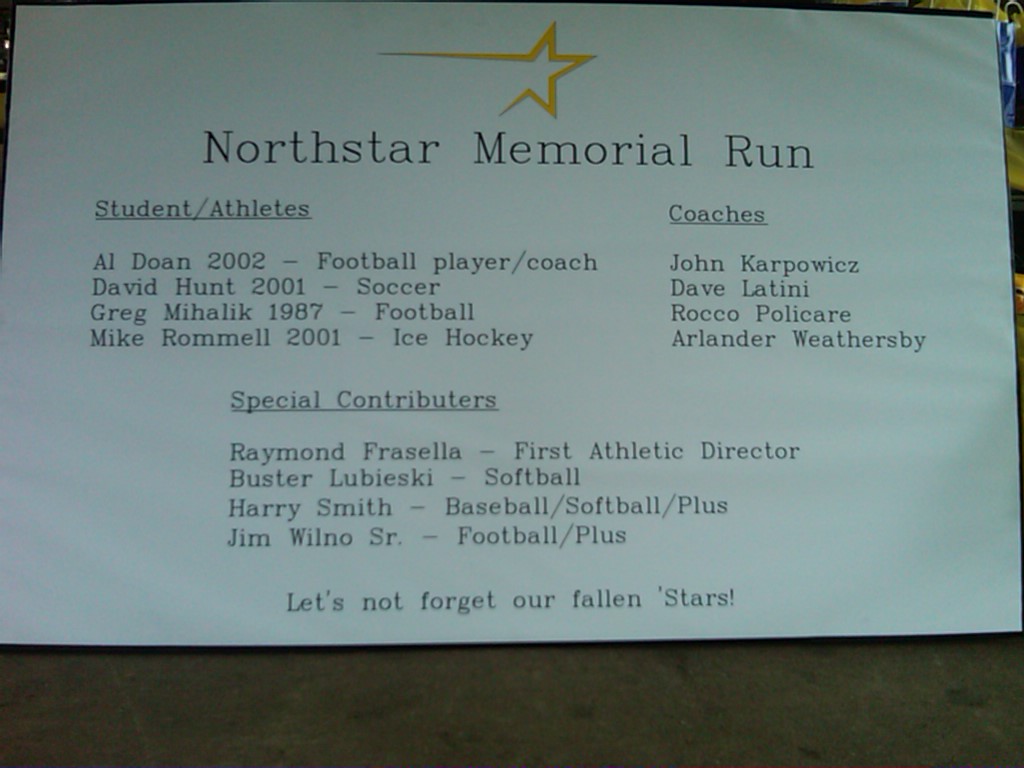 Northstar Memorial Run
Student/Athletes
Al Doan 2002 - Football player/coach
David Hunt 2001 - Soccer
Greg Mihalik 1987 - Football
Mike Rommell 2001 - Ice Hockey
Coaches
John Karpowicz
Dave Latini
Rocco Policare
Arlander Weathersby
Special Contributers
Raymond Frasella - First Athletic Director
Buster Lubieski - Softball
Harry Smith - Baseball/Softball/Plus
Jim Wilno Sr. - Football/Plus
Let's not forget our fallen 'Stars!